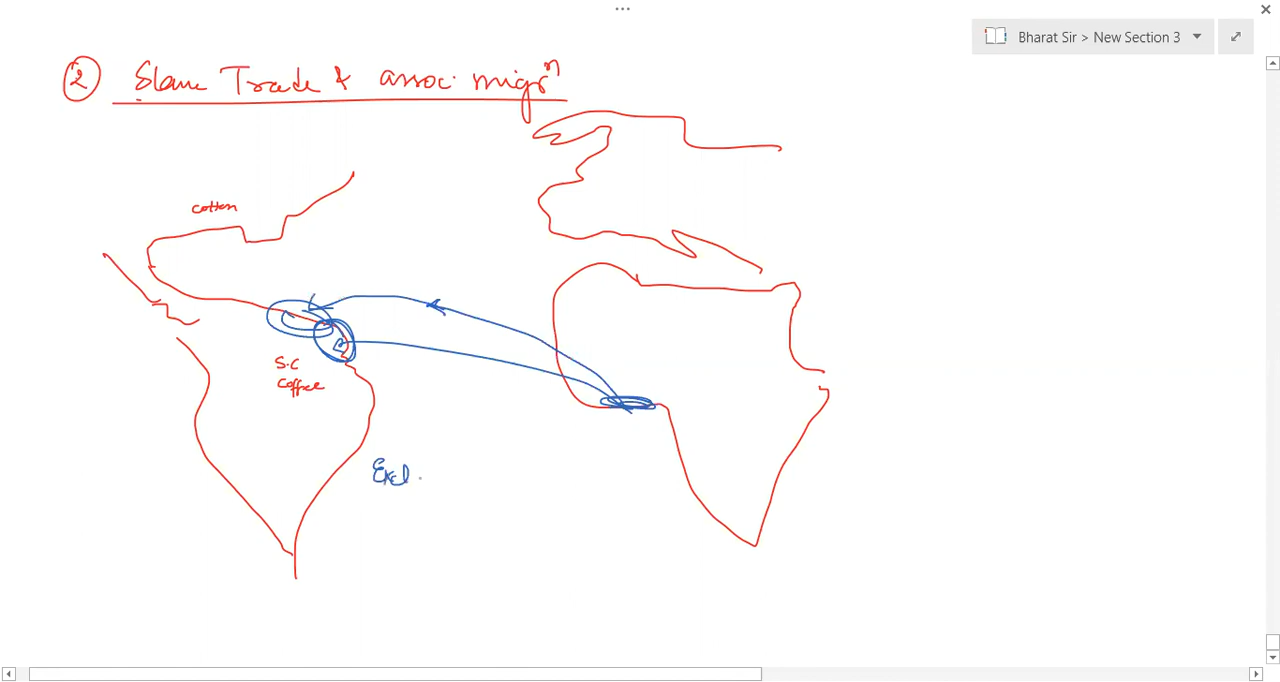 Bharat Sir > New Section 3
② Slave Trade & assoc. migrⁿ
cotton
S.C
coffee
Excl.